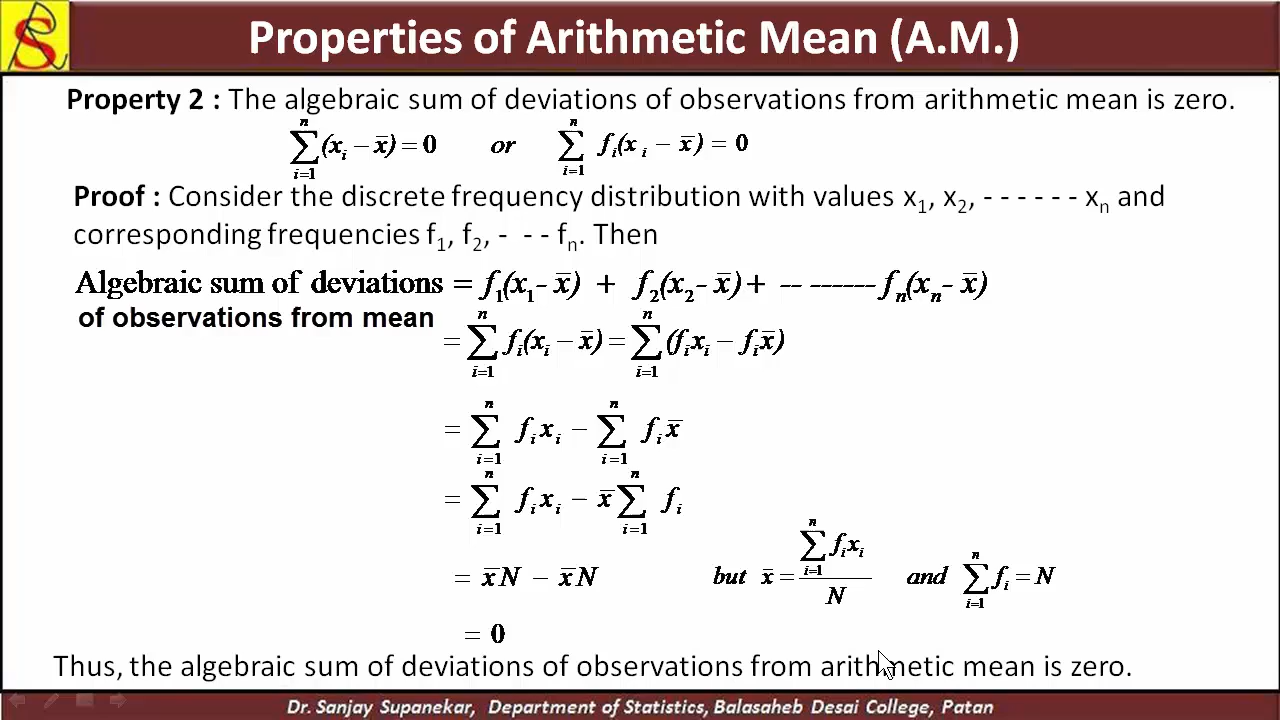 Properties of Arithmetic Mean (A.M.)
Property 2 : The algebraic sum of deviations of observations from arithmetic mean is zero.
∑_{i=1}^{n} (x_i − x̄) = 0 or ∑_{i=1}^{n} f_i(x_i − x̄) = 0
Proof : Consider the discrete frequency distribution with values x₁, x₂, - - - - - - xₙ and
corresponding frequencies f₁, f₂, - - - fₙ. Then
Algebraic sum of deviations = f₁(x₁- x̄) + f₂(x₂- x̄) + -- ------ fₙ(xₙ- x̄)
of observations from mean
= ∑_{i=1}^{n} f_i(x_i − x̄) = ∑_{i=1}^{n} (f_i x_i − f_i x̄)
= ∑_{i=1}^{n} f_i x_i − ∑_{i=1}^{n} f_i x̄
= ∑_{i=1}^{n} f_i x_i − x̄ ∑_{i=1}^{n} f_i
= x̄N − x̄N but x̄ = (∑_{i=1}^{n} f_i x_i) / N and ∑_{i=1}^{n} f_i = N
= 0
Thus, the algebraic sum of deviations of observations from arithmetic mean is zero.
Dr. Sanjay Supanekar, Department of Statistics, Balasaheb Desai College, Patan